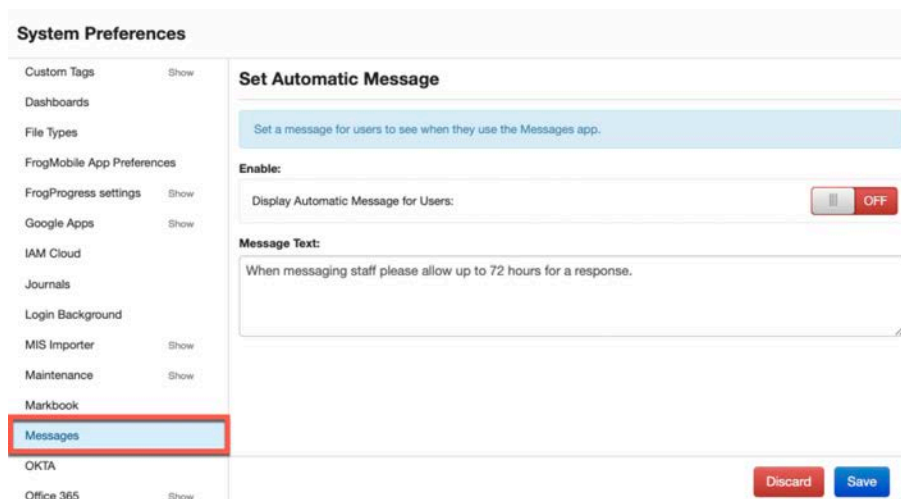 System Preferences
Custom Tags Show
Dashboards
File Types
FrogMobile App Preferences
FrogProgress settings Show
Google Apps Show
IAM Cloud
Journals
Login Background
MIS Importer Show
Maintenance Show
Markbook
Messages
OKTA
Office 365 Show
Set Automatic Message
Set a message for users to see when they use the Messages app.
Enable:
Display Automatic Message for Users:
OFF
Message Text:
When messaging staff please allow up to 72 hours for a response.
Discard Save